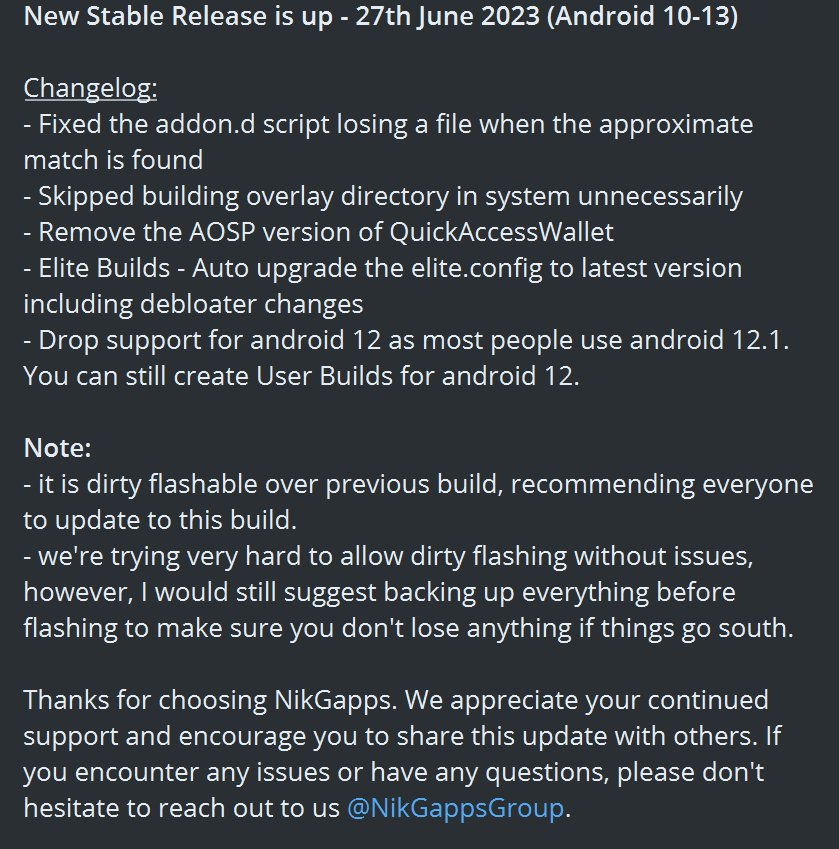 New Stable Release is up - 27th June 2023 (Android 10-13)
Changelog:
- Fixed the addon.d script losing a file when the approximate
match is found
- Skipped building overlay directory in system unnecessarily
- Remove the AOSP version of QuickAccessWallet
- Elite Builds - Auto upgrade the elite.config to latest version
including debloater changes
- Drop support for android 12 as most people use android 12.1.
You can still create User Builds for android 12.
Note:
- it is dirty flashable over previous build, recommending everyone
to update to this build.
- we're trying very hard to allow dirty flashing without issues,
however, I would still suggest backing up everything before
flashing to make sure you don't lose anything if things go south.
Thanks for choosing NikGapps. We appreciate your continued
support and encourage you to share this update with others. If
you encounter any issues or have any questions, please don't
hesitate to reach out to us @NikGappsGroup.